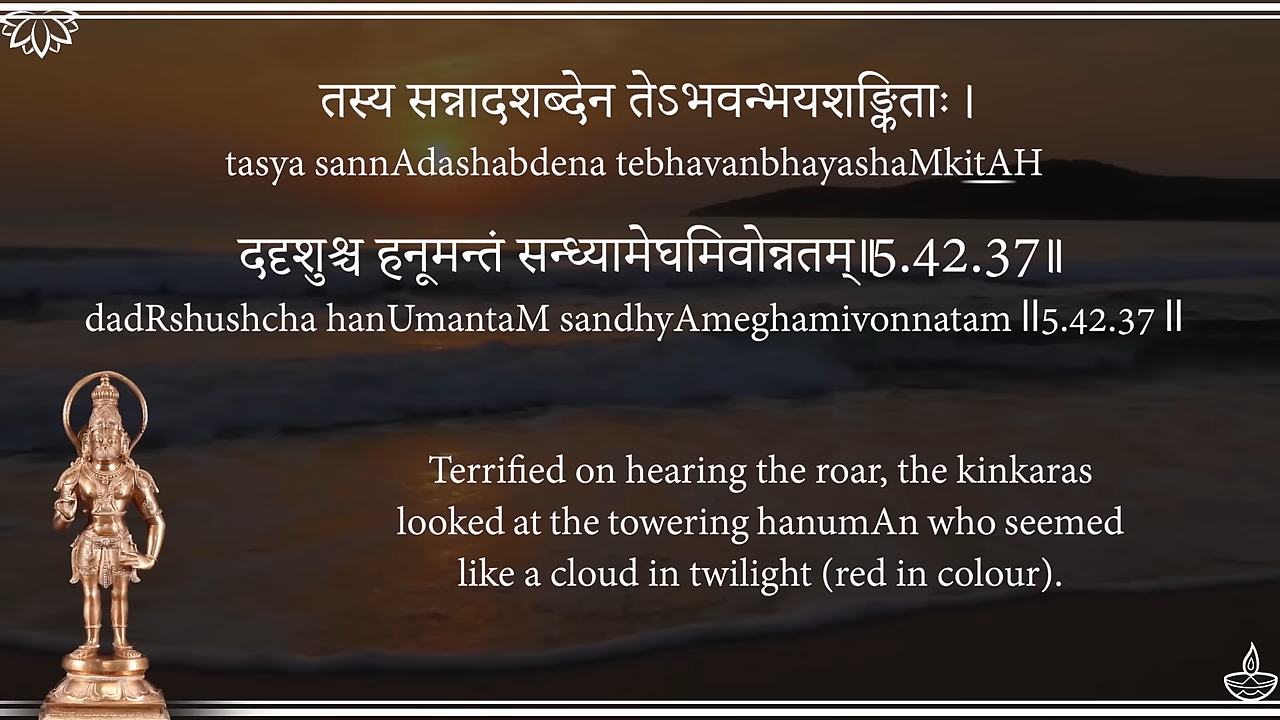 तस्य सन्नादशब्देन तेऽभवन्भयशङ्किताः ।
tasya sannAdashabdena tebhavanbhayashaMkitAH
ददृशुश्च हनूमन्तं सन्ध्यामेघमिवोन्नतम्॥5.42.37॥
dadRshushcha hanUmantaM sandhyAmeghamivonnatam ॥5.42.37 ॥
Terrified on hearing the roar, the kinkaras
looked at the towering hanumAn who seemed
like a cloud in twilight (red in colour).